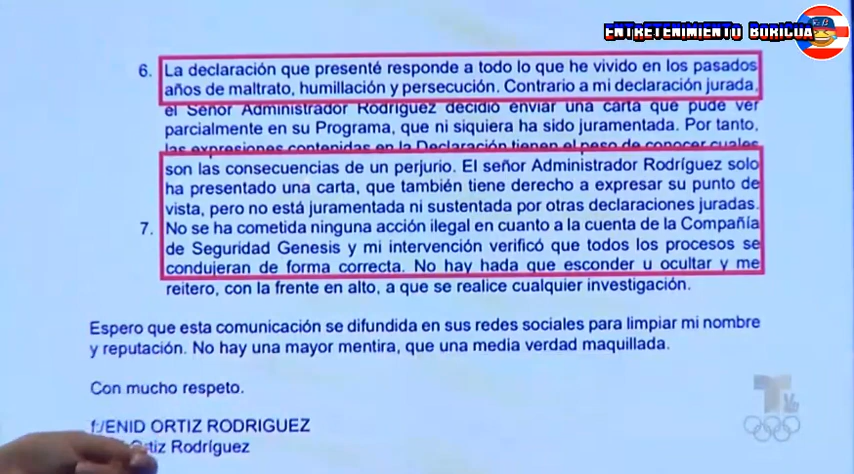 ENTRETENIMIENTO BORICUA
6. La declaración que presenté responde a todo lo que he vivido en los pasados
años de maltrato, humillación y persecución. Contrario a mi declaración jurada,
el Señor Administrador Rodríguez decidió enviar una carta que pude ver
parcialmente en su Programa, que ni siquiera ha sido juramentada. Por tanto,
las expresiones contenidas en la Declaración tienen el peso de conocer cuales
son las consecuencias de un perjurio. El señor Administrador Rodríguez solo
ha presentado una carta, que también tiene derecho a expresar su punto de
vista, pero no está juramentada ni sustentada por otras declaraciones juradas.
7. No se ha cometida ninguna acción ilegal en cuanto a la cuenta de la Compañía
de Seguridad Genesis y mi intervención verificó que todos los procesos se
condujeran de forma correcta. No hay hada que esconder u ocultar y me
reitero, con la frente en alto, a que se realice cualquier investigación.
Espero que esta comunicación se difundida en sus redes sociales para limpiar mi nombre
y reputación. No hay una mayor mentira, que una media verdad maquillada.
Con mucho respeto.
f:/ENID ORTIZ RODRIGUEZ
Ortiz Rodríguez